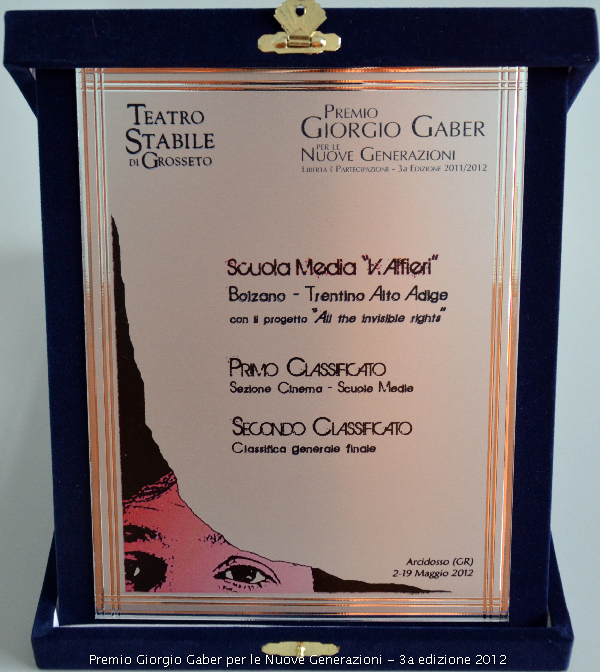 TEATRO
STABILE
DI GROSSETO
PREMIO
GIORGIO GABER
PER LE
NUOVE GENERAZIONI
LIBERTÀ È PARTECIPAZIONE - 3a EDIZIONE 2011/2012
Scuola Media "V. Alfieri"
Bolzano - Trentino Alto Adige
con il progetto "All the invisible rights"
PRIMO CLASSIFICATO
Sezione Cinema - Scuole Medie
SECONDO CLASSIFICATO
Classifica generale finale
Arcidosso (GR)
2-19 Maggio 2012
Premio Giorgio Gaber per le Nuove Generazioni - 3a edizione 2012